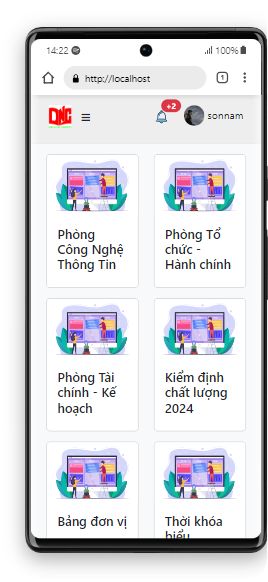 14:22
100%
http://localhost
1
DNC
+2
sonnam
Phòng
Công Nghệ
Thông Tin
Phòng Tổ
chức -
Hành chính
Phòng Tài
chính - Kế
hoạch
Kiểm định
chất lượng
2024
Bảng đơn vị
Thời khóa
biểu